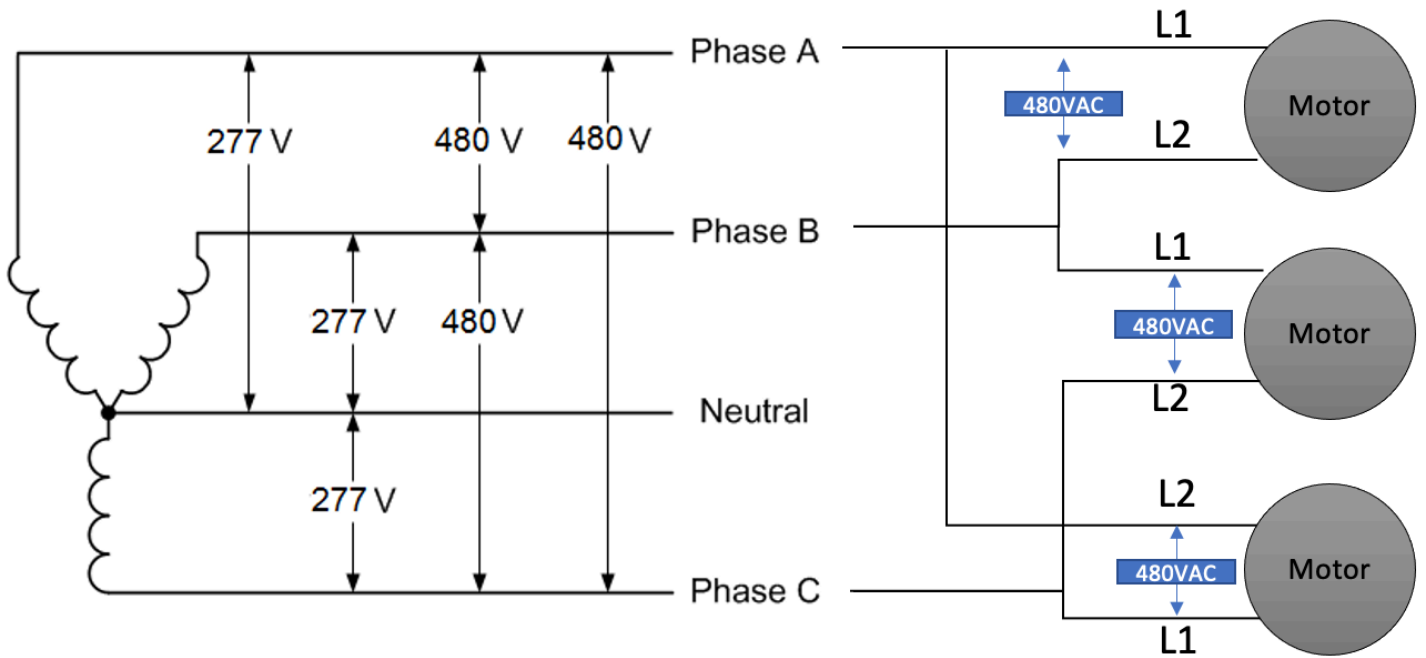 L1
Phase A
480VAC
Motor
277 V
480 V
480 V
L2
Phase B
L1
277 V
480 V
480VAC
Motor
L2
Neutral
277 V
L2
480VAC
Motor
Phase C
L1